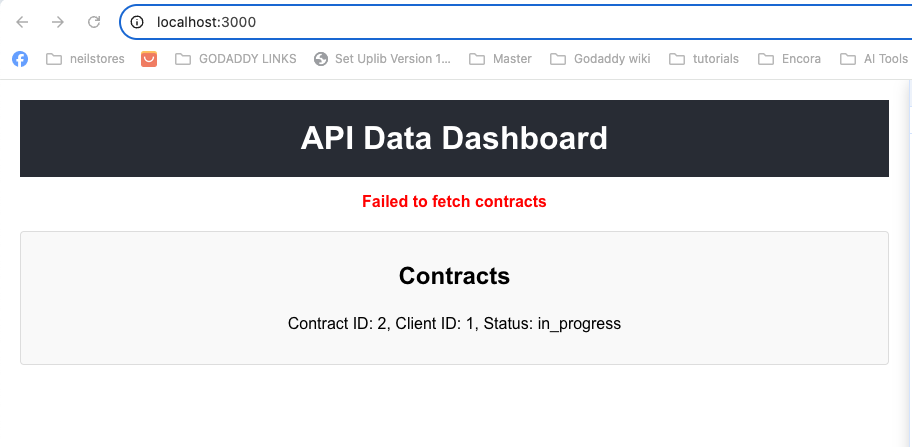 localhost:3000
neilstores GODADDY LINKS Set Uplib Version 1... Master Godaddy wiki tutorials Encora AI Tools
API Data Dashboard
Failed to fetch contracts
Contracts
Contract ID: 2, Client ID: 1, Status: in_progress